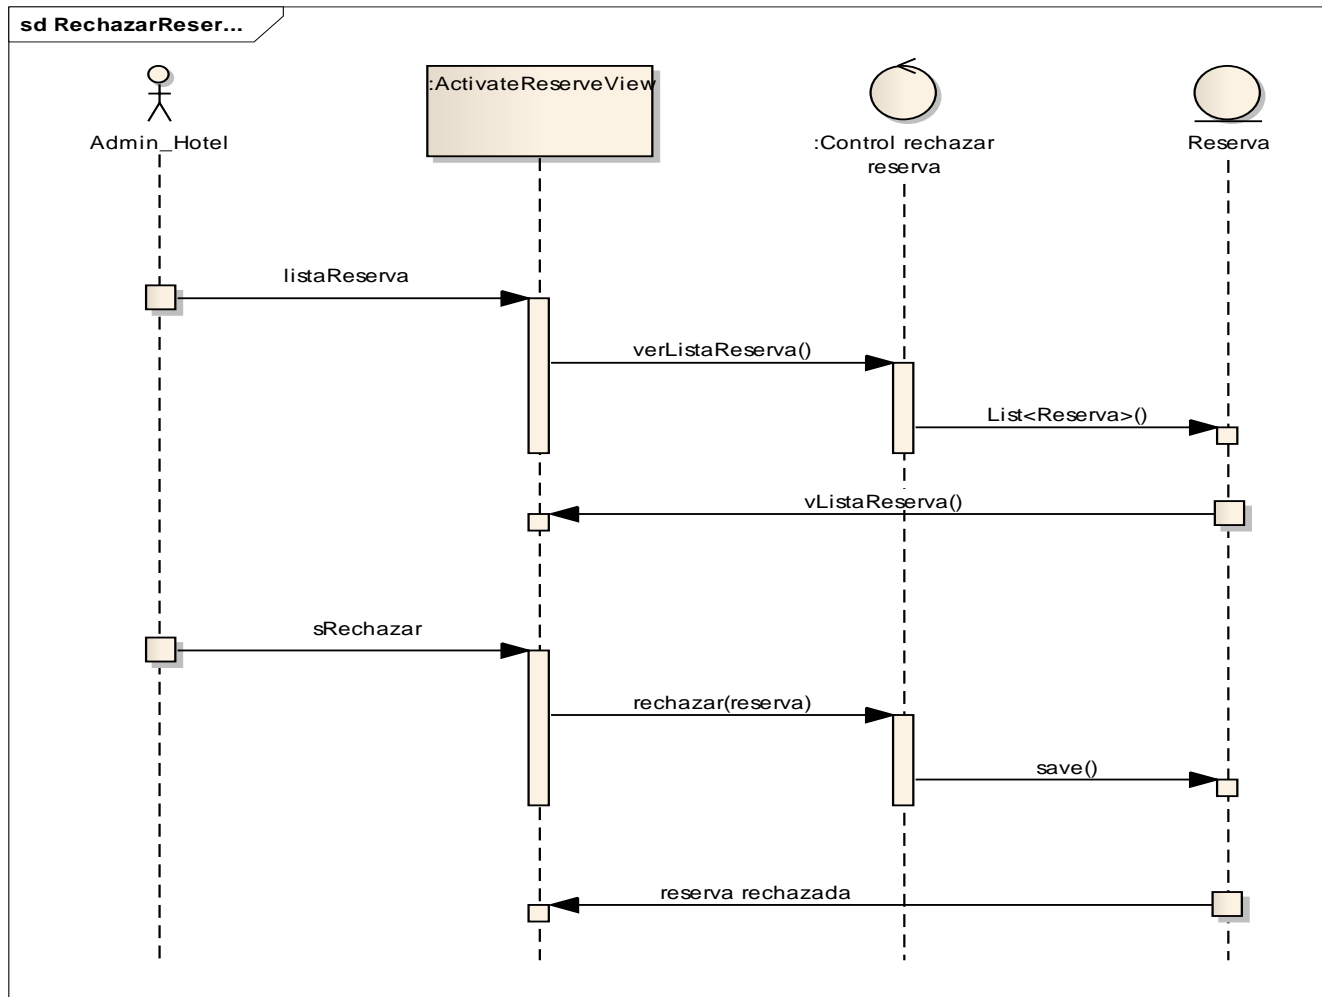 sd RechazarReser...
Admin_Hotel
:ActivateReserveView
:Control rechazar
reserva
Reserva
listaReserva
verListaReserva()
List<Reserva>()
vListaReserva()
sRechazar
rechazar(reserva)
save()
reserva rechazada